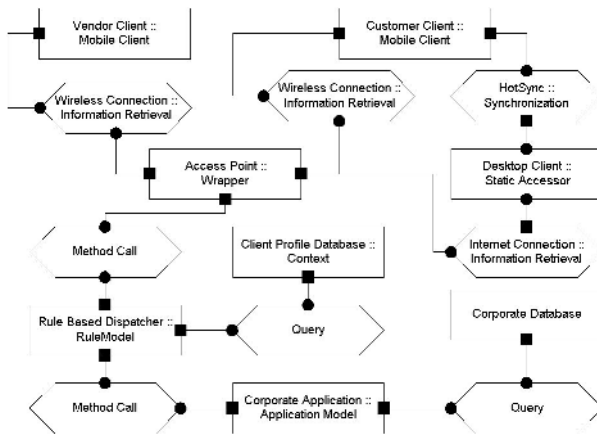 Vendor Client ::
Mobile Client
Customer Client ::
Mobile Client
Wireless Connection ::
Information Retrieval
Wireless Connection ::
Information Retrieval
HotSync ::
Synchronization
Access Point ::
Wrapper
Desktop Client ::
Static Accessor
Method Call
Client Profile Database ::
Context
Internet Connection ::
Information Retrieval
Rule Based Dispatcher ::
RuleModel
Query
Corporate Database
Method Call
Corporate Application ::
Application Model
Query